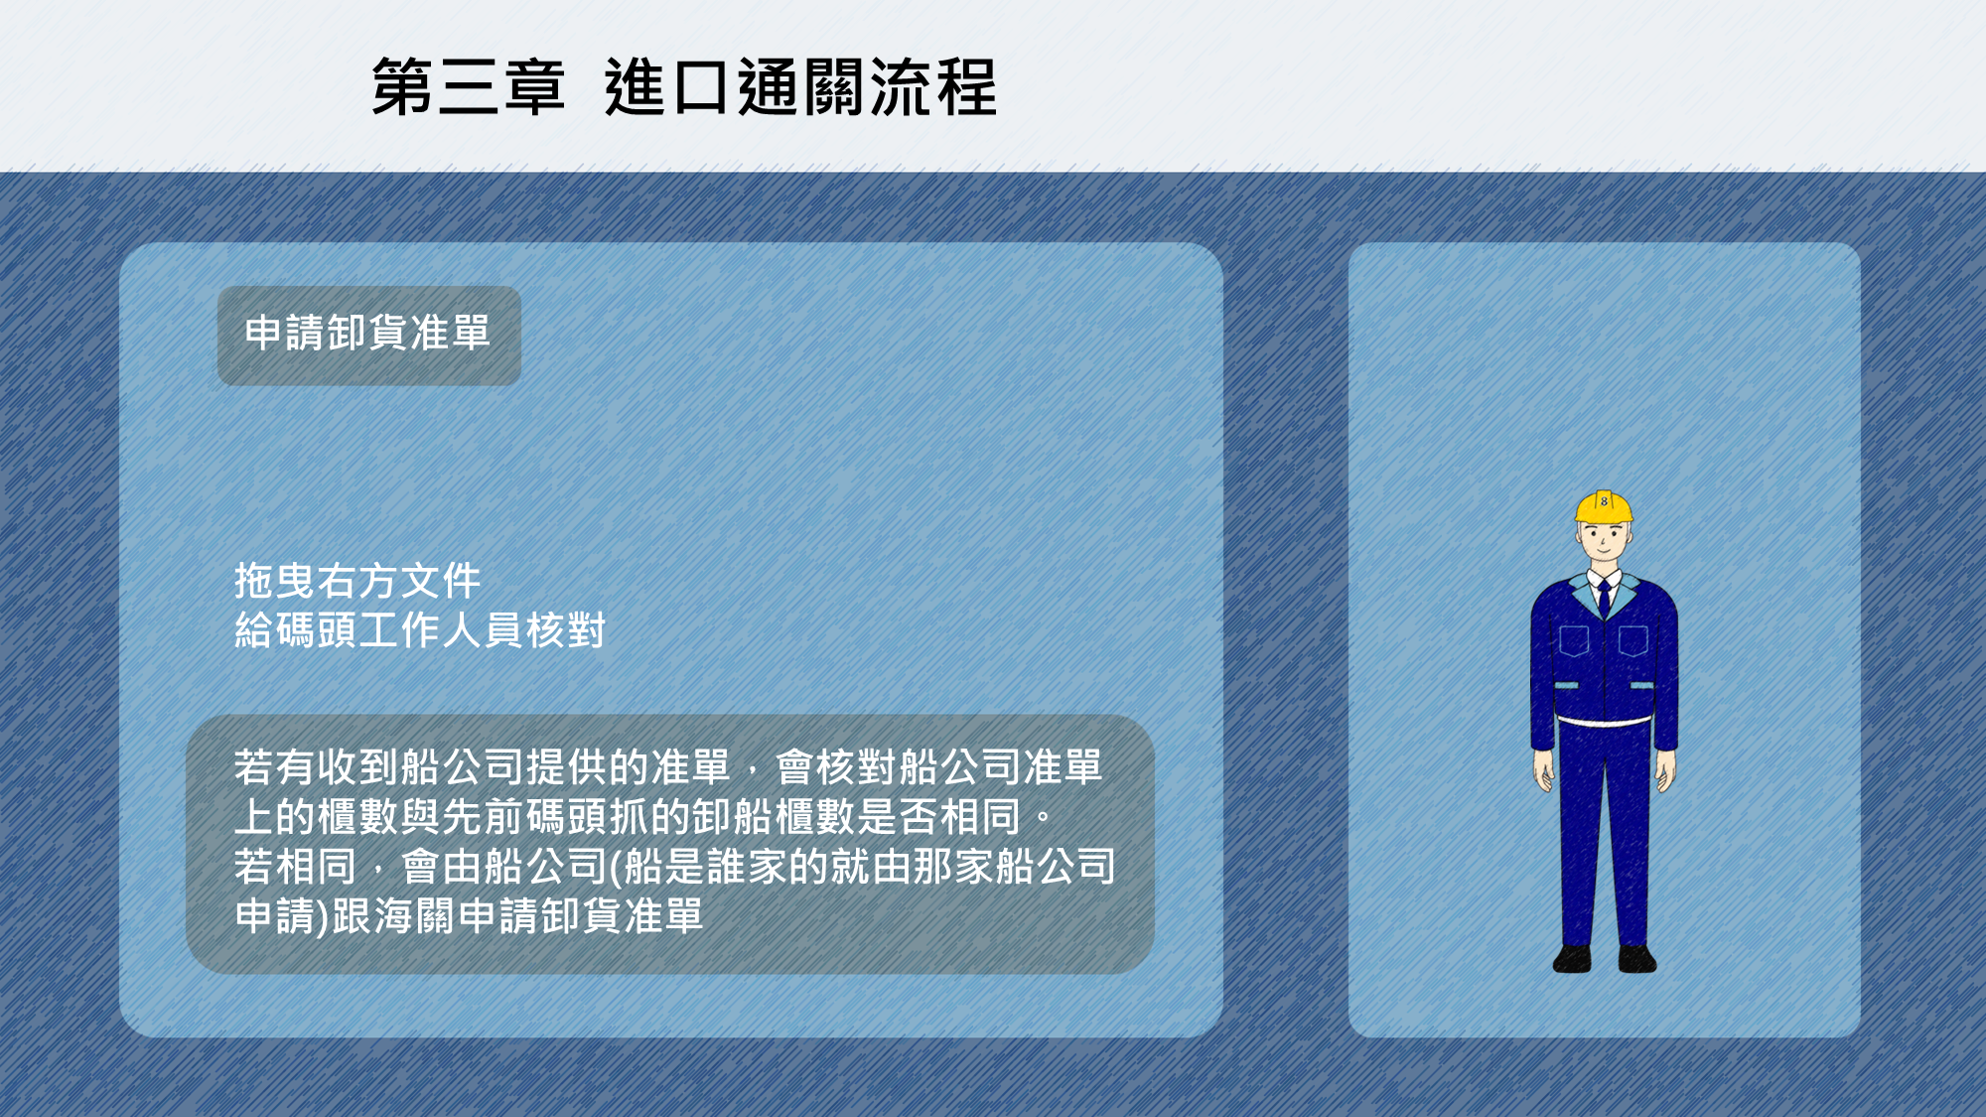 第三章 進口通關流程
申請卸貨准單
拖曳右方文件
給碼頭工作人員核對
若有收到船公司提供的准單，會核對船公司准單
上的櫃數與先前碼頭抓的卸船櫃數是否相同。
若相同，會由船公司(船是誰家的就由那家船公司
申請)跟海關申請卸貨准單
8